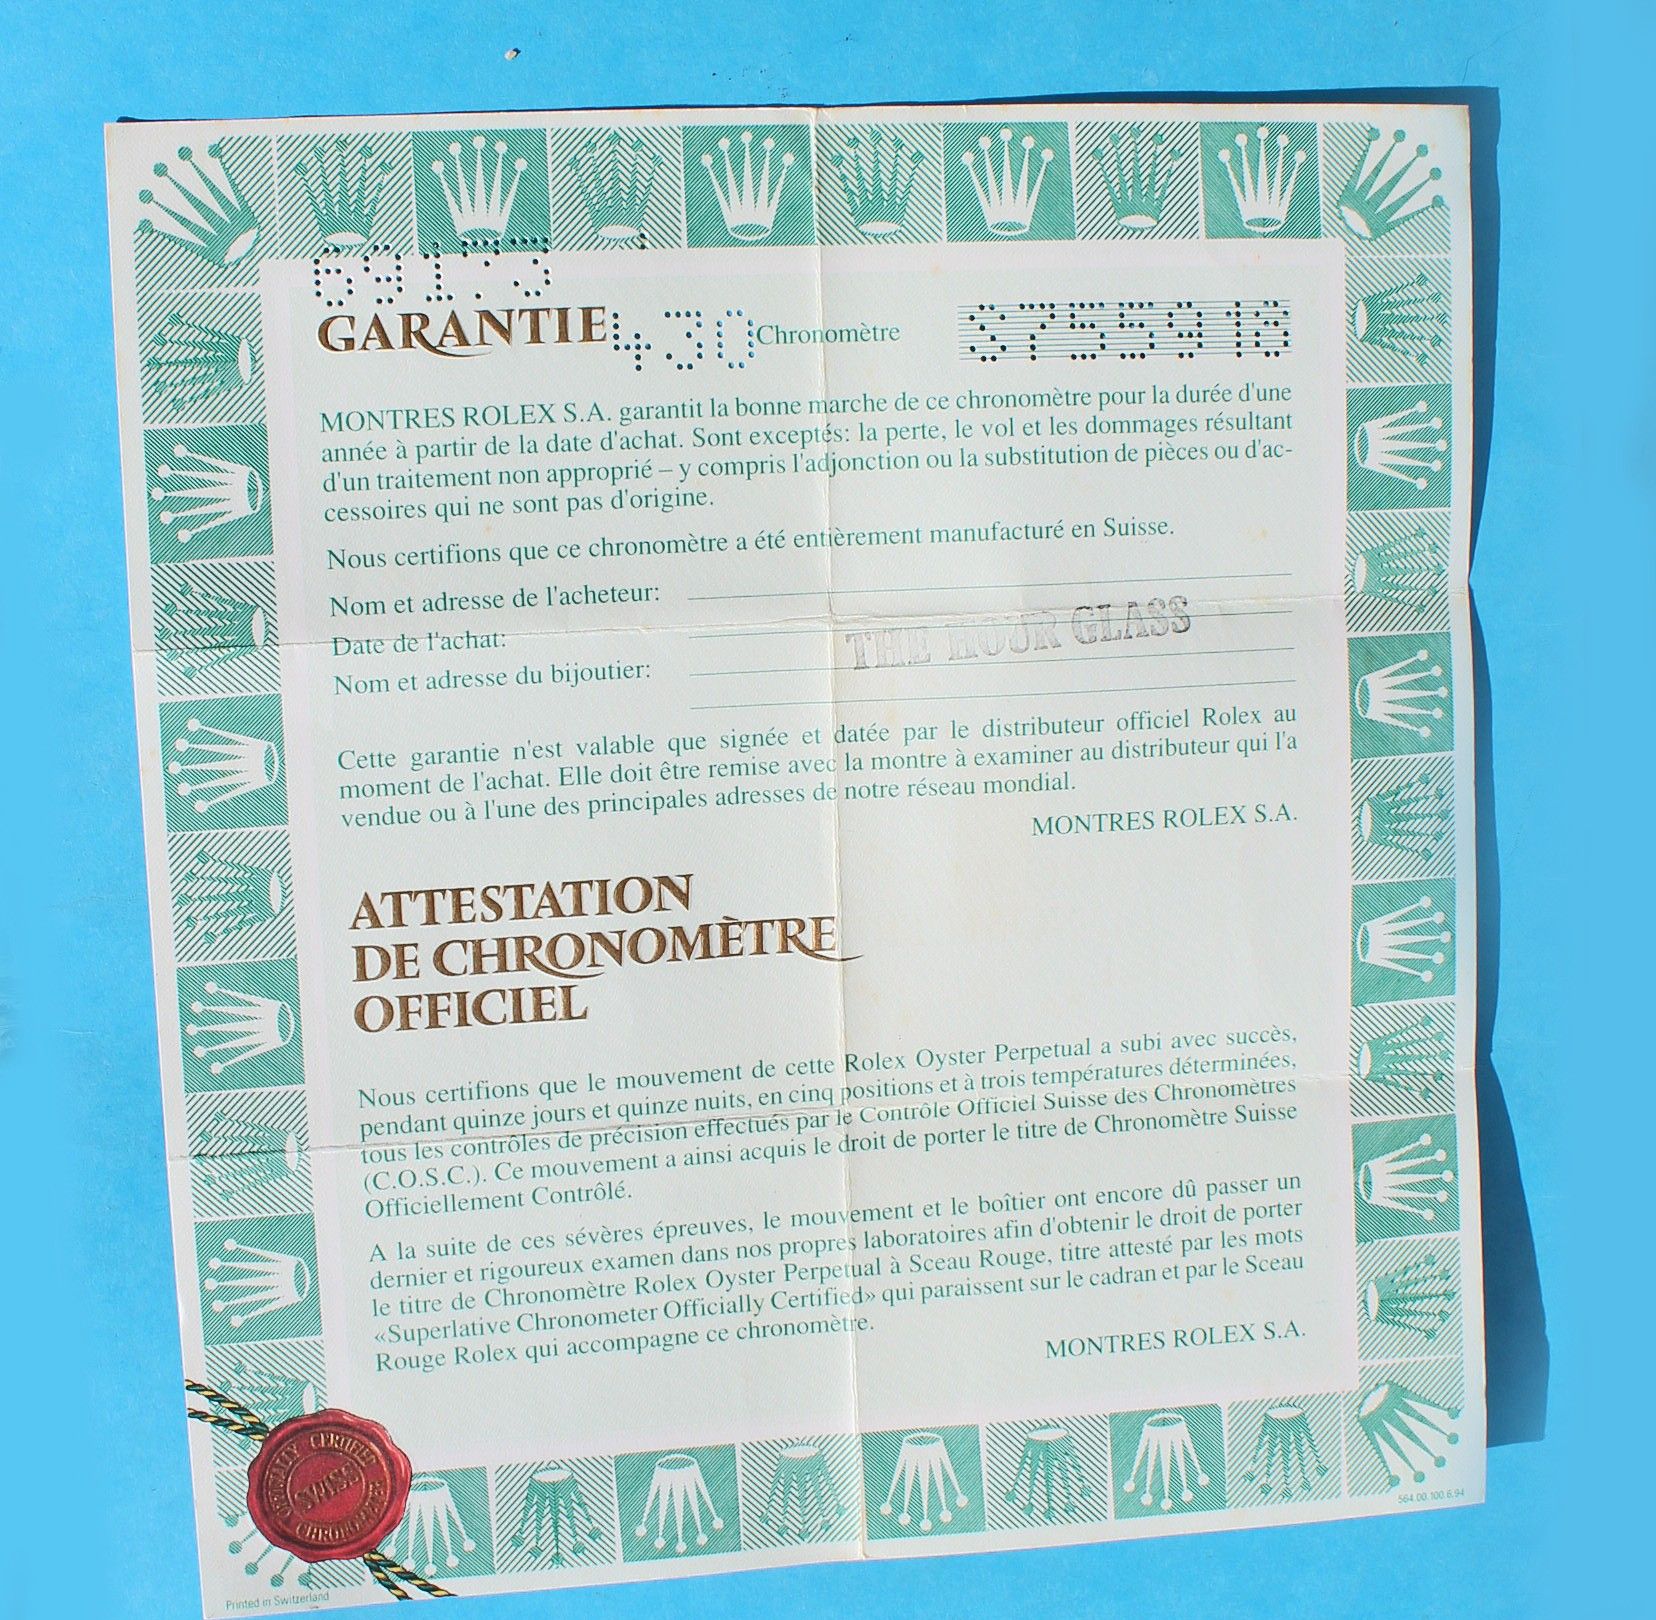 69173
GARANTIE 430 Chronomètre S755918
MONTRES ROLEX S.A. garantit la bonne marche de ce chronomètre pour la durée d'une
année à partir de la date d'achat. Sont exceptés: la perte, le vol et les dommages résultant
d'un traitement non approprié – y compris l'adjonction ou la substitution de pièces ou d'ac-
cessoires qui ne sont pas d'origine.
Nous certifions que ce chronomètre a été entièrement manufacturé en Suisse.
Nom et adresse de l'acheteur:
Date de l'achat:
THE HOUR GLASS
Nom et adresse du bijoutier:
Cette garantie n'est valable que signée et datée par le distributeur officiel Rolex au
moment de l'achat. Elle doit être remise avec la montre à examiner au distributeur qui l'a
vendue ou à l'une des principales adresses de notre réseau mondial.
MONTRES ROLEX S.A.
ATTESTATION
DE CHRONOMÈTRE
OFFICIEL
Nous certifions que le mouvement de cette Rolex Oyster Perpetual a subi avec succès,
pendant quinze jours et quinze nuits, en cinq positions et à trois températures déterminées,
tous les contrôles de précision effectués par le Contrôle Officiel Suisse des Chronomètres
(C.O.S.C.). Ce mouvement a ainsi acquis le droit de porter le titre de Chronomètre Suisse
Officiellement Contrôlé.
A la suite de ces sévères épreuves, le mouvement et le boîtier ont encore dû passer un
dernier et rigoureux examen dans nos propres laboratoires afin d'obtenir le droit de porter
le titre de Chronomètre Rolex Oyster Perpetual à Sceau Rouge, titre attesté par les mots
«Superlative Chronometer Officially Certified» qui paraissent sur le cadran et par le Sceau
Rouge Rolex qui accompagne ce chronomètre.
MONTRES ROLEX S.A.
OFFICIALLY CERTIFIED
SWISS
CHRONOMETER
564.00.100.6.94
Printed in Switzerland